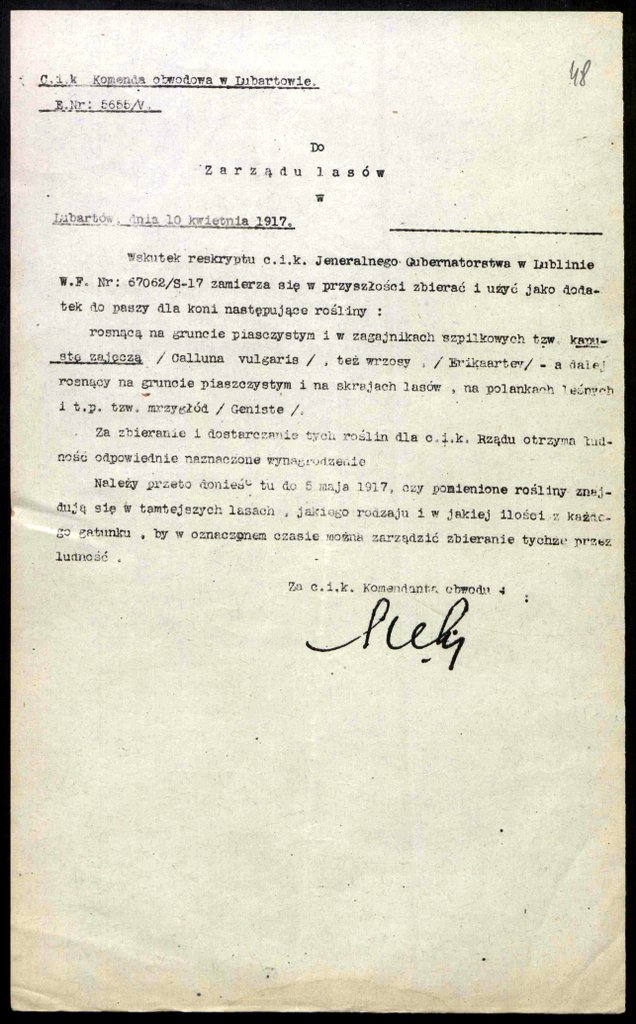 48
C.i.k Komenda obwodowa w Lubartowie.
E.Nr: 5655/V.
Do
Zarządu lasów
w
Lubartów, dnia 10 kwietnia 1917.
Wskutek reskryptu c.i.k. Jeneralnego Gubernatorstwa w Lublinie
W.F. Nr: 67062/S-17 zamierza się w przyszłości zbierać i użyć jako doda-
tek do paszy dla koni następujące rośliny :
rosnącą na gruncie piasczystym i w zagajnikach szpilkowych tzw. kapu-
stę zajęczą / Calluna vulgaris / , też wrzosy , / Erikaartev/ - a dalej
rosnący na gruncie piaszczystym i na skrajach lasów , na polankach leśnych
i t.p. tzw. mrzygłód / Geniste /.
Za zbieranie i dostarczanie tych roślin dla c.i.k. Rządu otrzyma lud-
ność odpowiednie naznaczone wynagrodzenie
Należy przeto donieść tu do 5 maja 1917, czy pomienione rośliny znaj-
dują się w tamtejszych lasach , jakiego rodzaju i w jakiej ilości z każde-
go gatunku , by w oznaczonem czasie można zarządzić zbieranie tychże przez
ludność .
Za c.i.k. Komendanta obwodu :